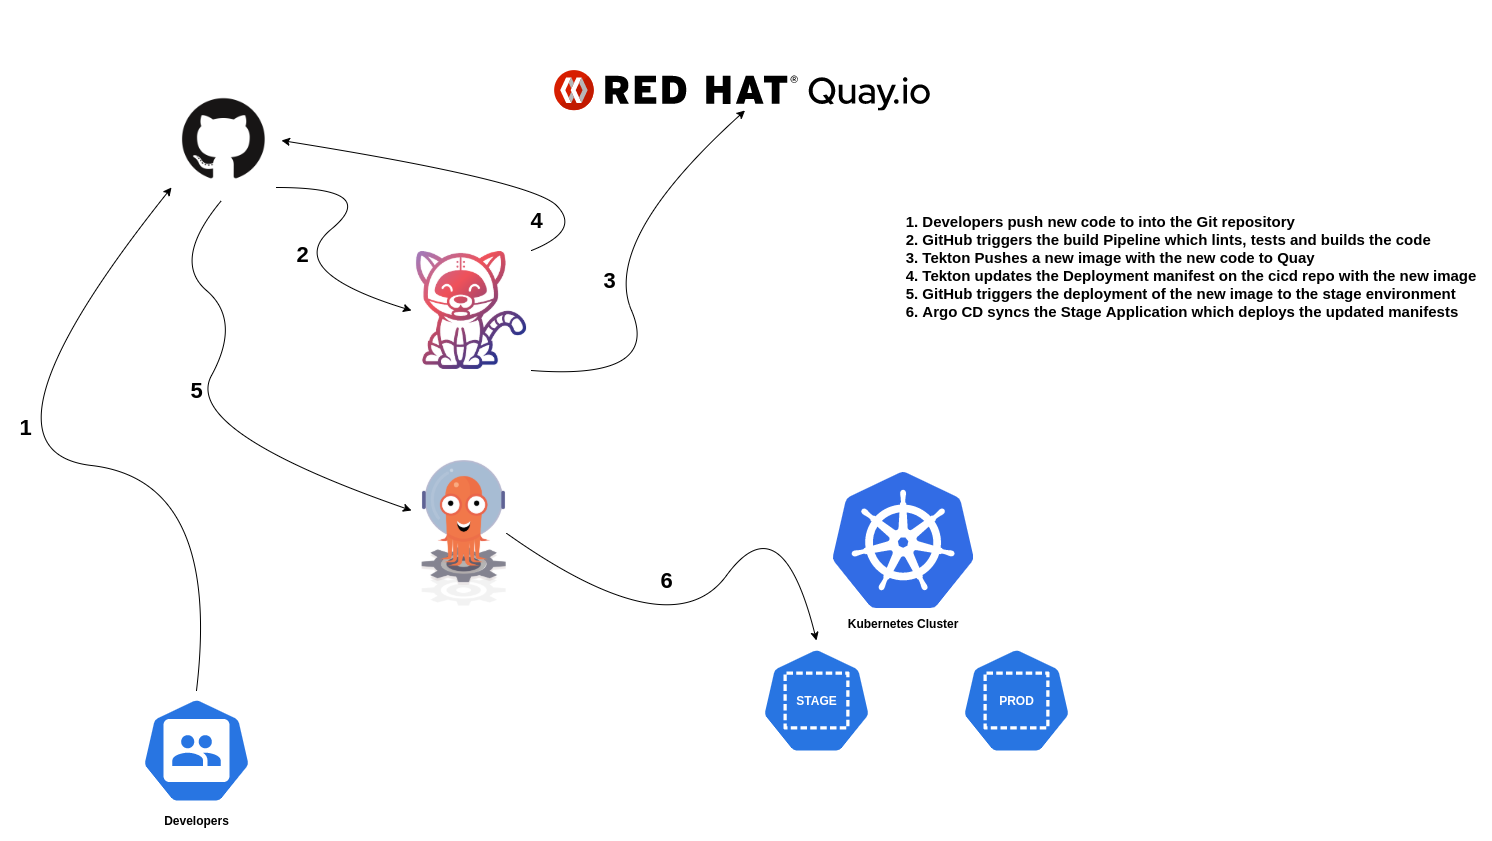 RED HAT® Quay.io
4
2
3
1. Developers push new code to into the Git repository
2. GitHub triggers the build Pipeline which lints, tests and builds the code
3. Tekton Pushes a new image with the new code to Quay
4. Tekton updates the Deployment manifest on the cicd repo with the new image
5. GitHub triggers the deployment of the new image to the stage environment
6. Argo CD syncs the Stage Application which deploys the updated manifests
5
1
6
Kubernetes Cluster
STAGE
PROD
Developers